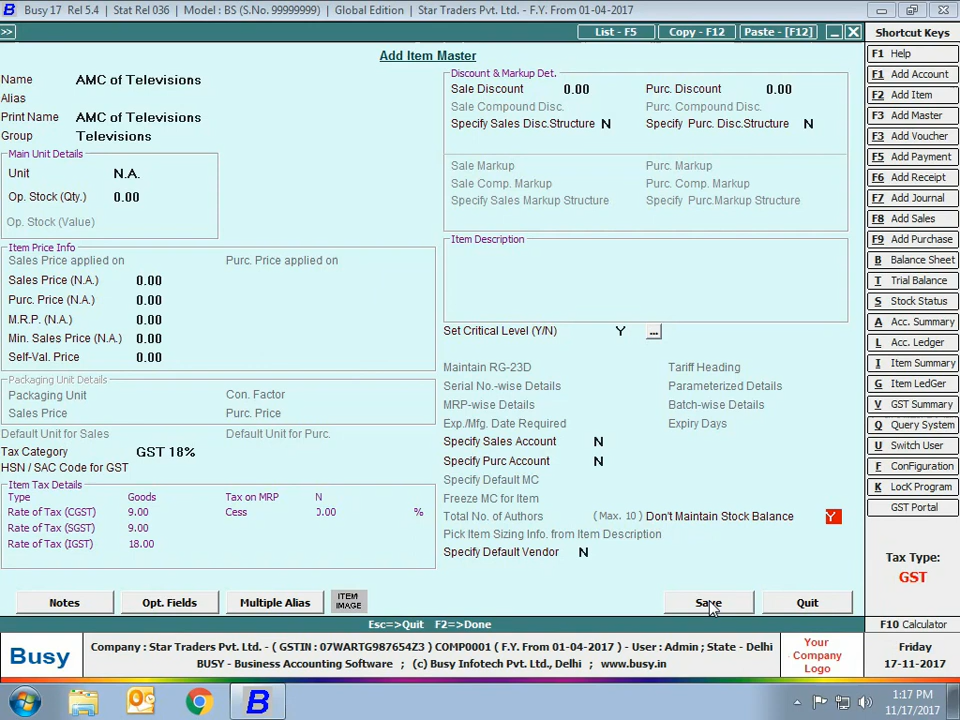 Busy 17 Rel 5.4 | Stat Rel 036 | Model : BS (S.No. 99999999) | Global Edition | Star Traders Pvt. Ltd. - F.Y. From 01-04-2017
>> List - F5 Copy - F12 Paste - [F12]
Shortcut Keys
Add Item Master
Name AMC of Televisions
Alias
Print Name AMC of Televisions
Group Televisions
Main Unit Details
Unit N.A.
Op. Stock (Qty.) 0.00
Op. Stock (Value)
Item Price Info
Sales Price applied on Purc. Price applied on
Sales Price (N.A.) 0.00
Purc. Price (N.A.) 0.00
M.R.P. (N.A.) 0.00
Min. Sales Price (N.A.) 0.00
Self-Val. Price 0.00
Packaging Unit Details
Packaging Unit Con. Factor
Sales Price Purc. Price
Default Unit for Sales Default Unit for Purc.
Tax Category GST 18%
HSN / SAC Code for GST
Item Tax Details
Type Goods Tax on MRP N
Rate of Tax (CGST) 9.00 Cess 0.00 %
Rate of Tax (SGST) 9.00
Rate of Tax (IGST) 18.00
Notes Opt. Fields Multiple Alias ITEM IMAGE
Discount & Markup Det.
Sale Discount 0.00 Purc. Discount 0.00
Sale Compound Disc. Purc. Compound Disc.
Specify Sales Disc.Structure N Specify Purc. Disc.Structure N
Sale Markup Purc. Markup
Sale Comp. Markup Purc. Comp. Markup
Specify Sales Markup Structure Specify Purc.Markup Structure
Item Description
Set Critical Level (Y/N) Y ...
Maintain RG-23D Tariff Heading
Serial No.-wise Details Parameterized Details
MRP-wise Details Batch-wise Details
Exp./Mfg. Date Required Expiry Days
Specify Sales Account N
Specify Purc Account N
Specify Default MC
Freeze MC for Item
Total No. of Authors (Max. 10) Don't Maintain Stock Balance Y
Pick Item Sizing Info. from Item Description
Specify Default Vendor N
Save Quit
Esc=>Quit F2=>Done
F1 Help
F1 Add Account
F2 Add Item
F3 Add Master
F3 Add Voucher
F5 Add Payment
F6 Add Receipt
F7 Add Journal
F8 Add Sales
F9 Add Purchase
B Balance Sheet
T Trial Balance
S Stock Status
A Acc. Summary
L Acc. Ledger
I Item Summary
G Item LedGer
V GST Summary
Q Query System
U Switch User
F ConFiguration
K LocK Program
GST Portal
Tax Type:
GST
F10 Calculator
Busy
Company : Star Traders Pvt. Ltd. - ( GSTIN : 07WARTG987654Z3 ) COMP0001 ( F.Y. From 01-04-2017 ) - User : Admin ; State - Delhi
BUSY - Business Accounting Software ; (c) Busy Infotech Pvt. Ltd., Delhi ; www.busy.in
Your
Company
Logo
Friday
17-11-2017
1:17 PM
11/17/2017